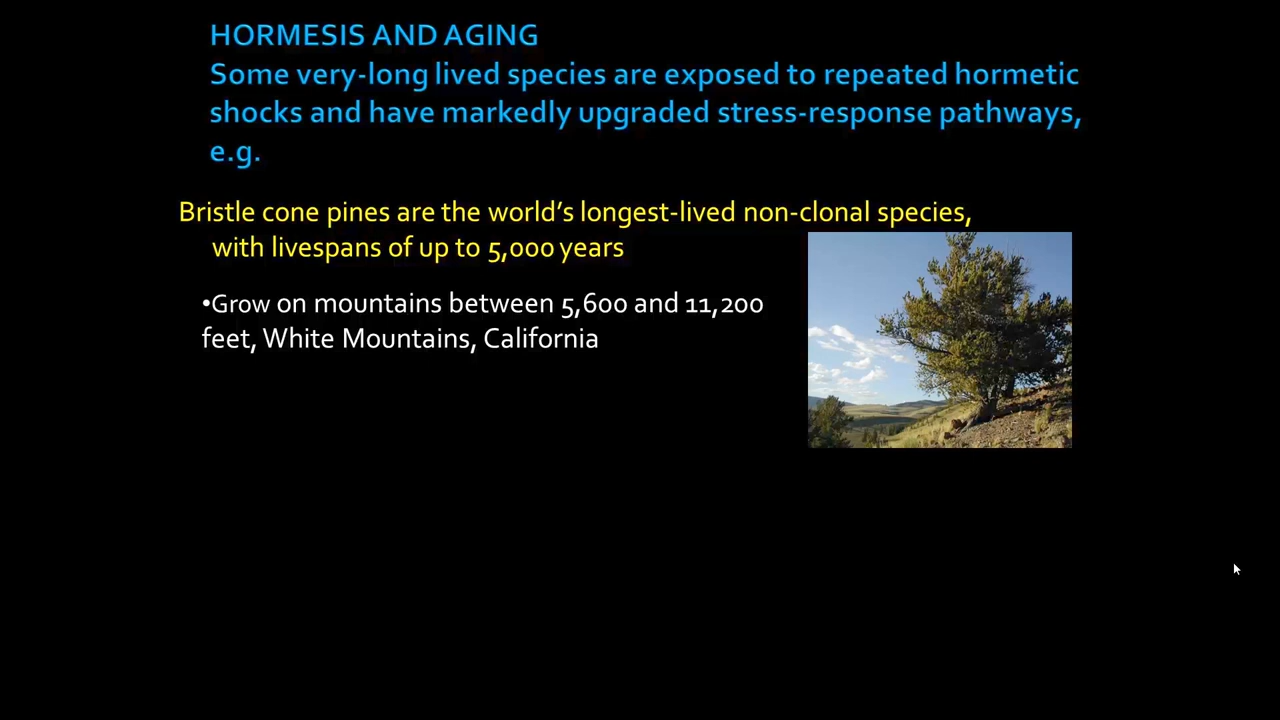 HORMESIS AND AGING
Some very-long lived species are exposed to repeated hormetic
shocks and have markedly upgraded stress-response pathways,
e.g.
Bristle cone pines are the world’s longest-lived non-clonal species,
with livespans of up to 5,000 years
•Grow on mountains between 5,600 and 11,200
feet, White Mountains, California